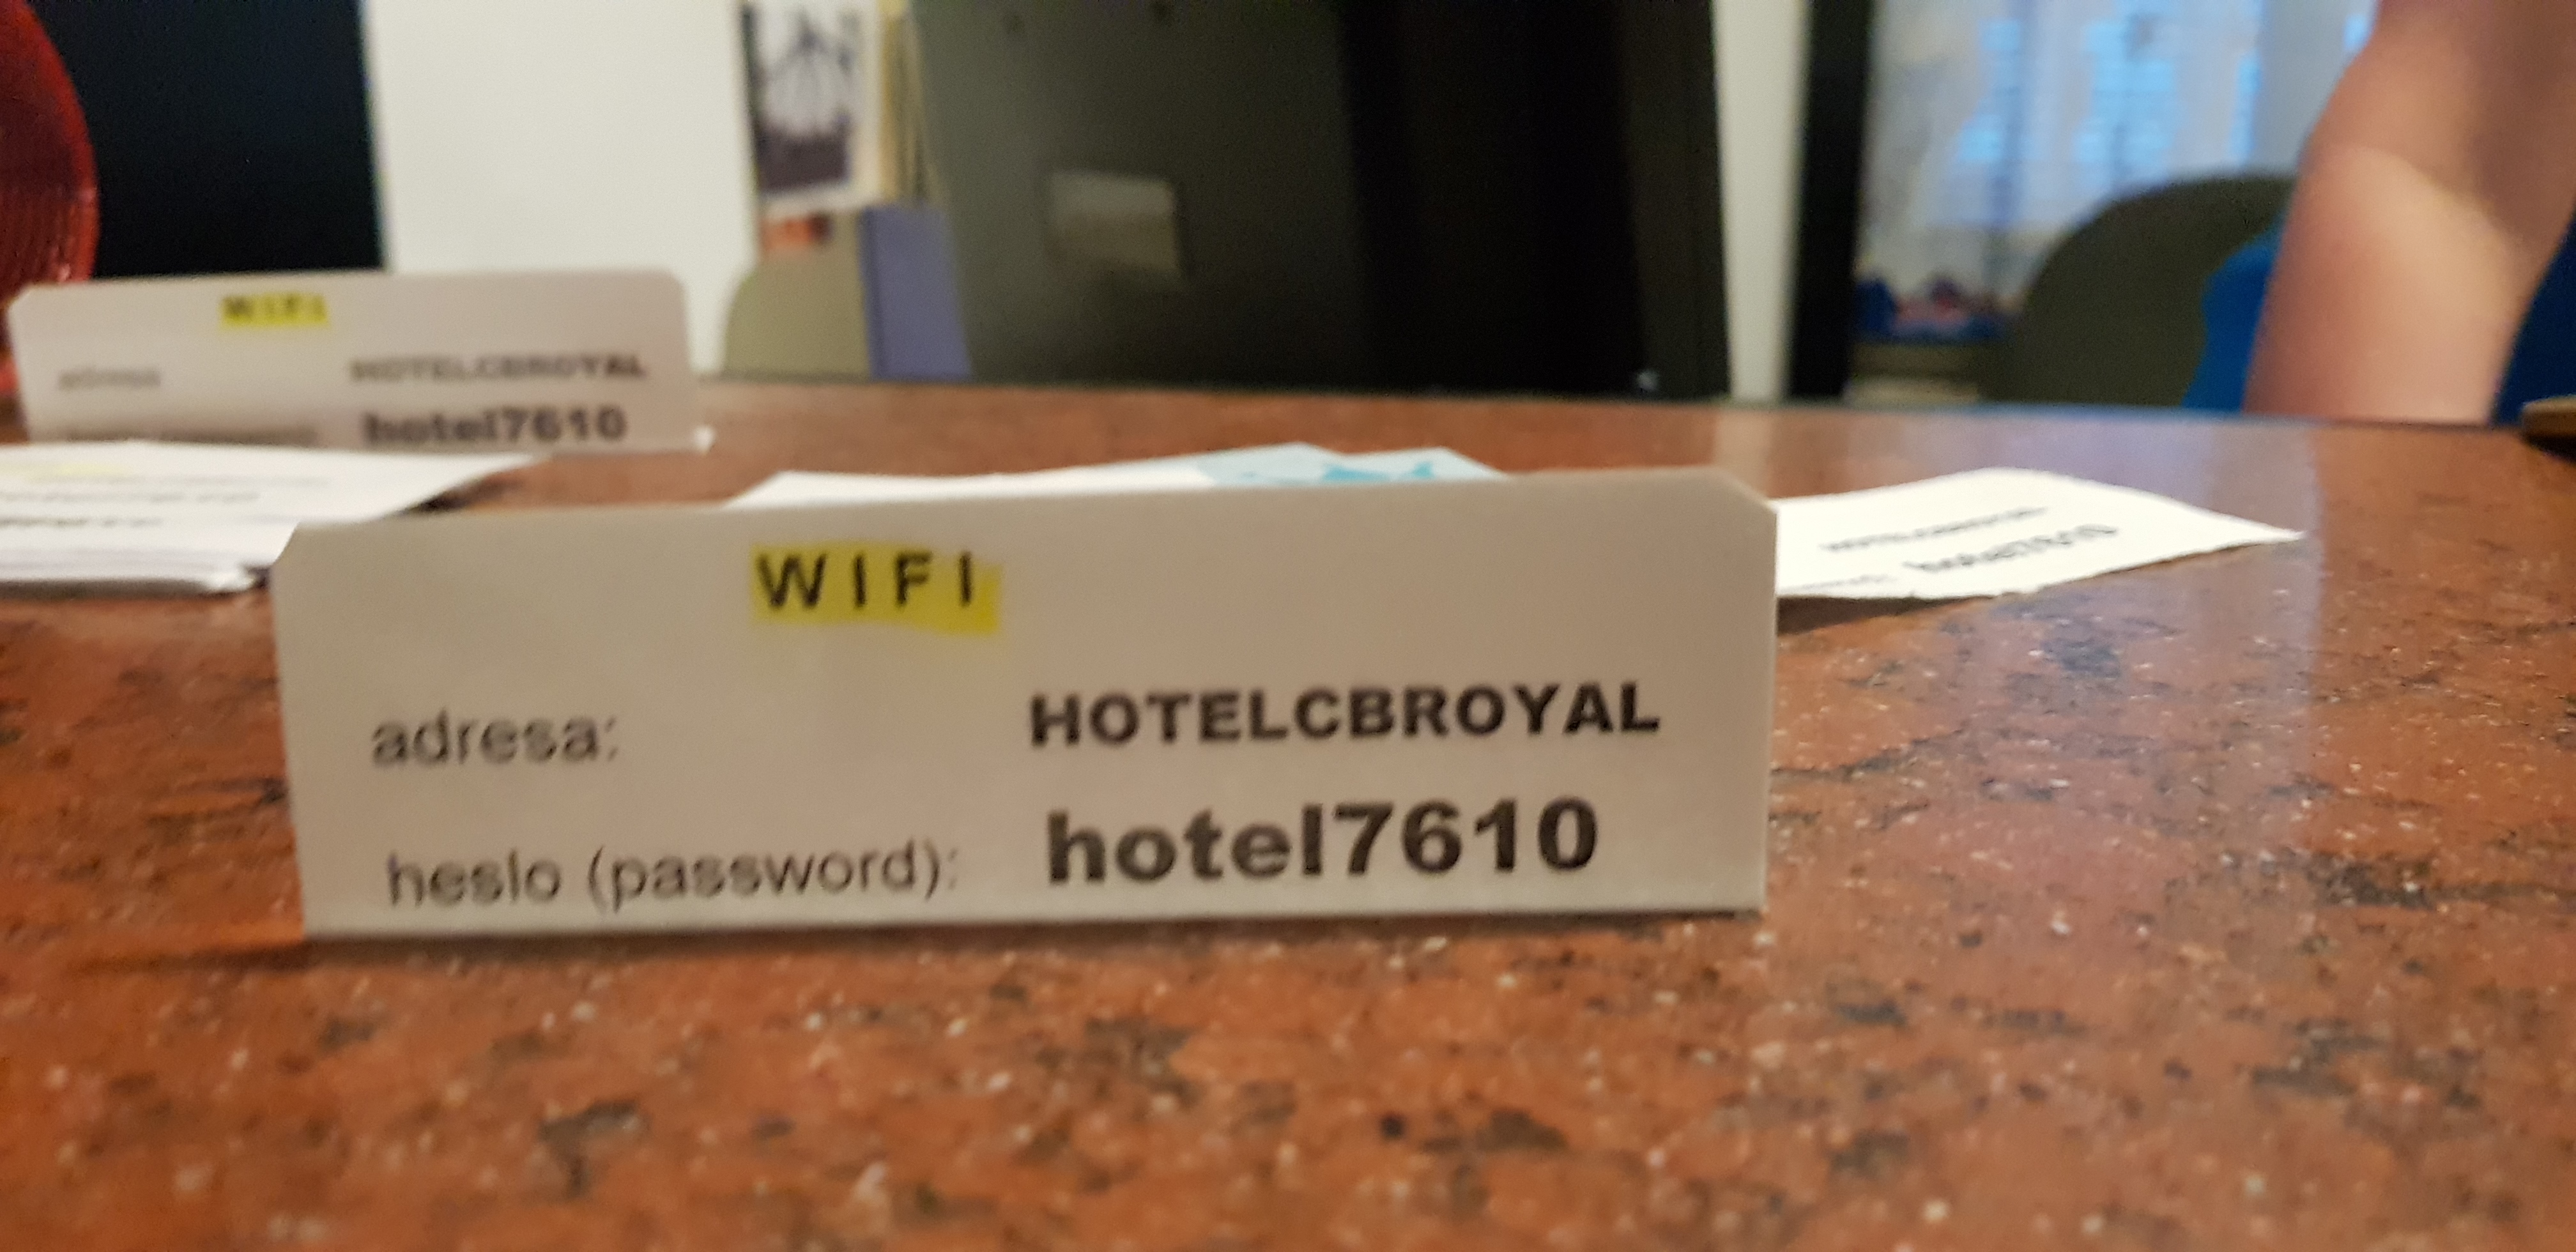 WIFI
HOTELCBROYAL
hotel7610
WIFI
adresa: HOTELCBROYAL
heslo (password): hotel7610